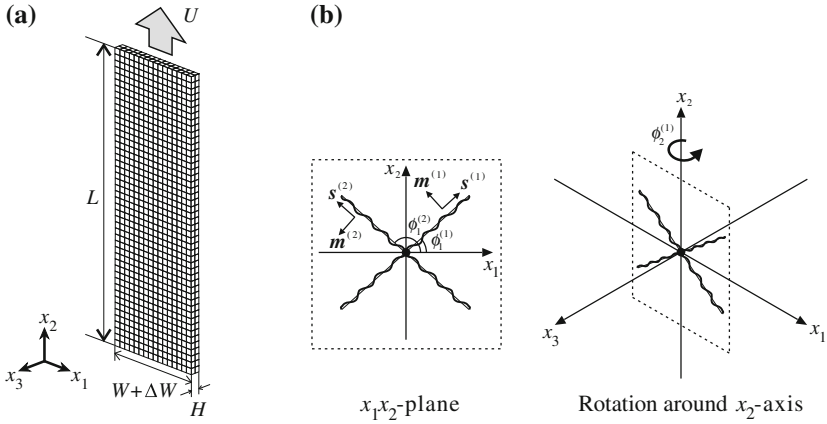 (a)
U
L
x₂
x₃
x₁
W + ΔW
H
(b)
x₂
m⁽¹⁾
s⁽¹⁾
s⁽²⁾
m⁽²⁾
ϕ₁⁽²⁾
ϕ₁⁽¹⁾
x₁
x₁x₂-plane
x₂
ϕ₂⁽¹⁾
x₃
x₁
Rotation around x₂-axis